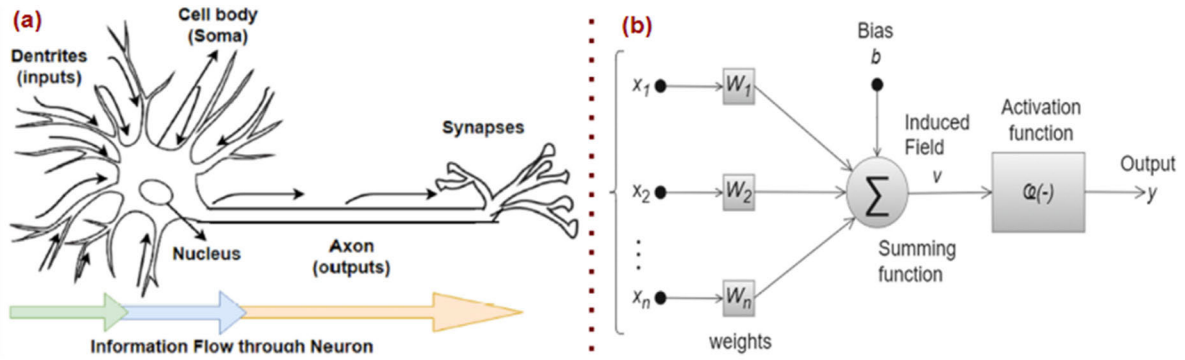 (a)
Cell body
(Soma)
Dentrites
(inputs)
Synapses
Nucleus
Axon
(outputs)
Information Flow through Neuron
(b)
Bias
b
x1
W1
x2
W2
xn
Wn
weights
Σ
Summing
function
Induced
Field
v
Activation
function
Output
y